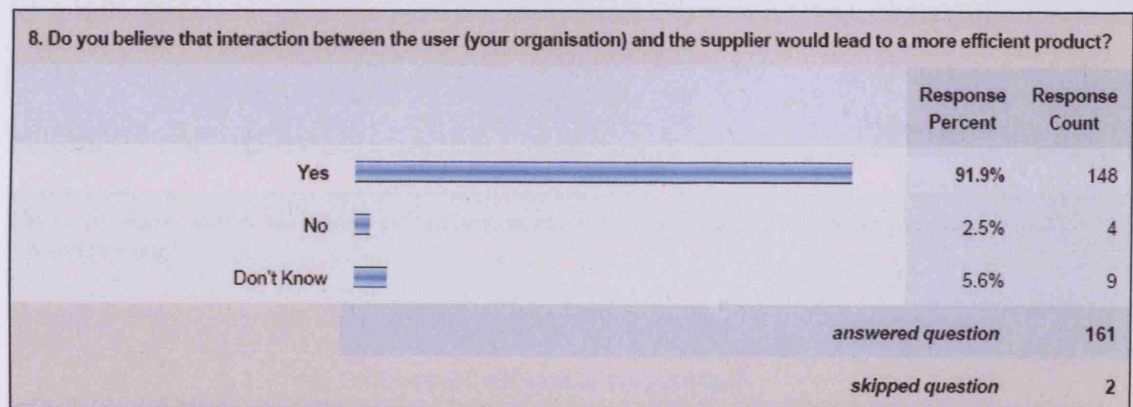 8. Do you believe that interaction between the user (your organisation) and the supplier would lead to a more efficient product?
Response Response
Percent Count
Yes 91.9% 148
No 2.5% 4
Don't Know 5.6% 9
answered question 161
skipped question 2